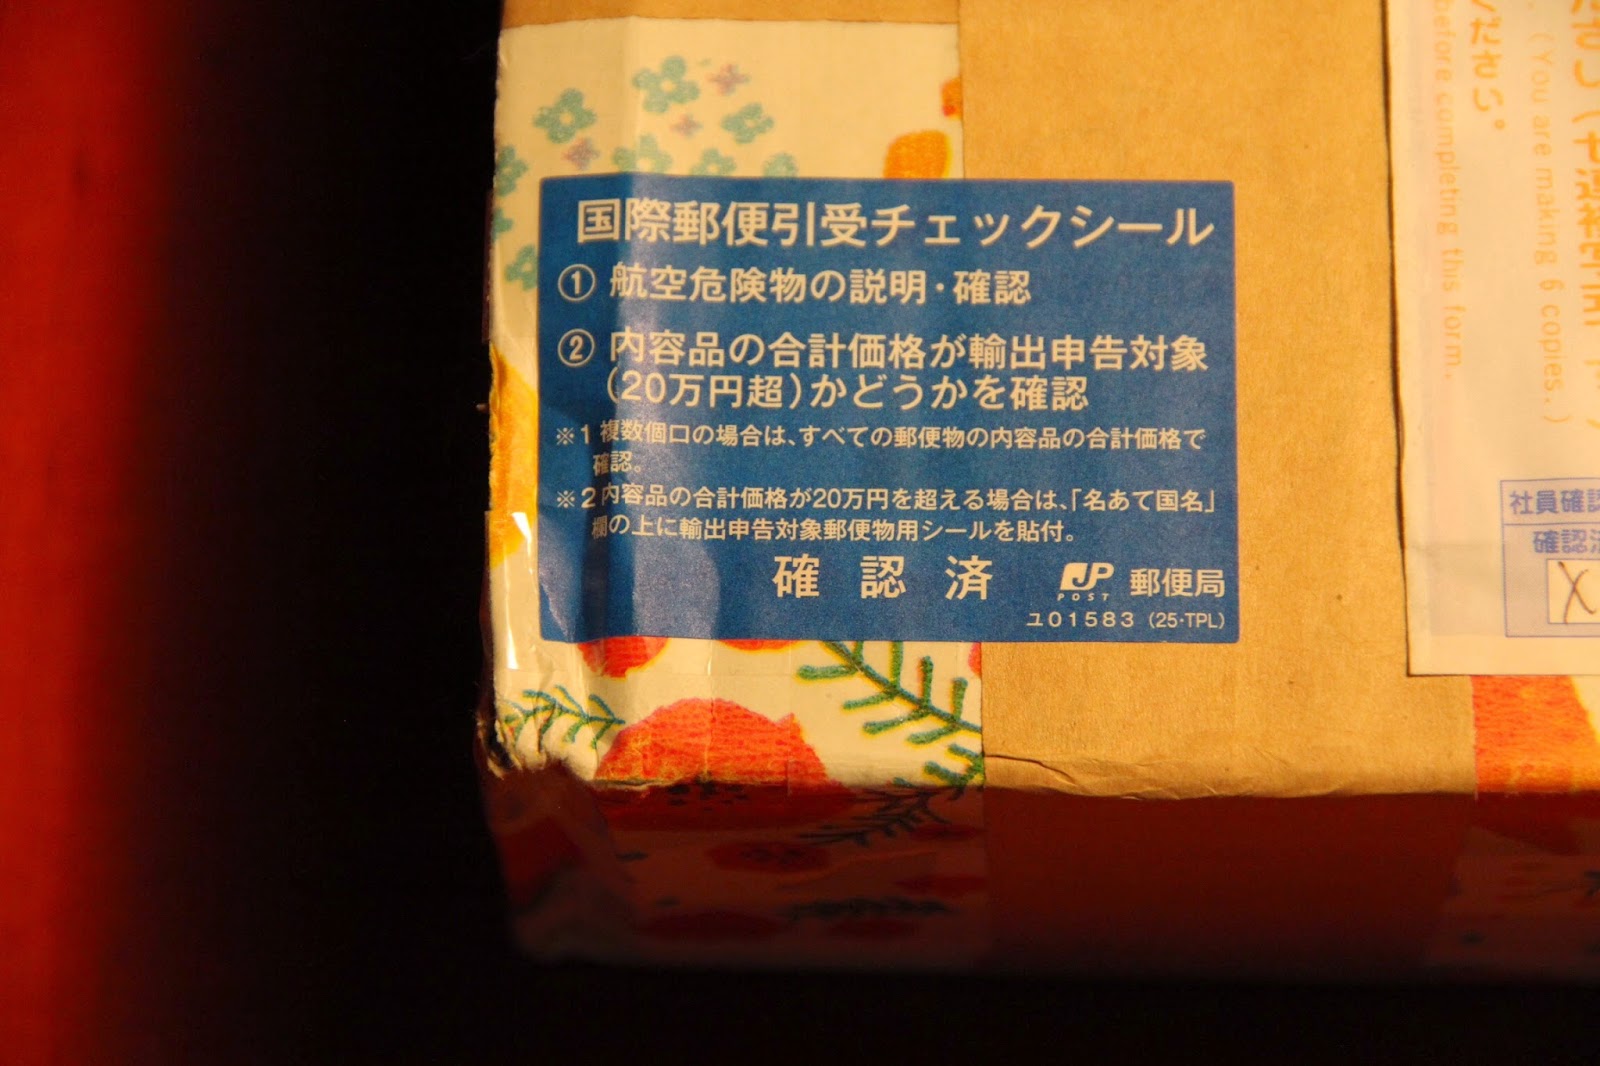 国際郵便引受チェックシール
① 航空危険物の説明・確認
② 内容品の合計価格が輸出申告対象
(20万円超)かどうかを確認
※1 複数個口の場合は、すべての郵便物の内容品の合計価格で
確認。
※2 内容品の合計価格が20万円を超える場合は、「名あて国名」
欄の上に輸出申告対象郵便物用シールを貼付。
確認済 JP POST 郵便局
ユ01583 (25・TPL)
ください。
before completing this form.
(You are making 6 copies.)
社員確認
確認済